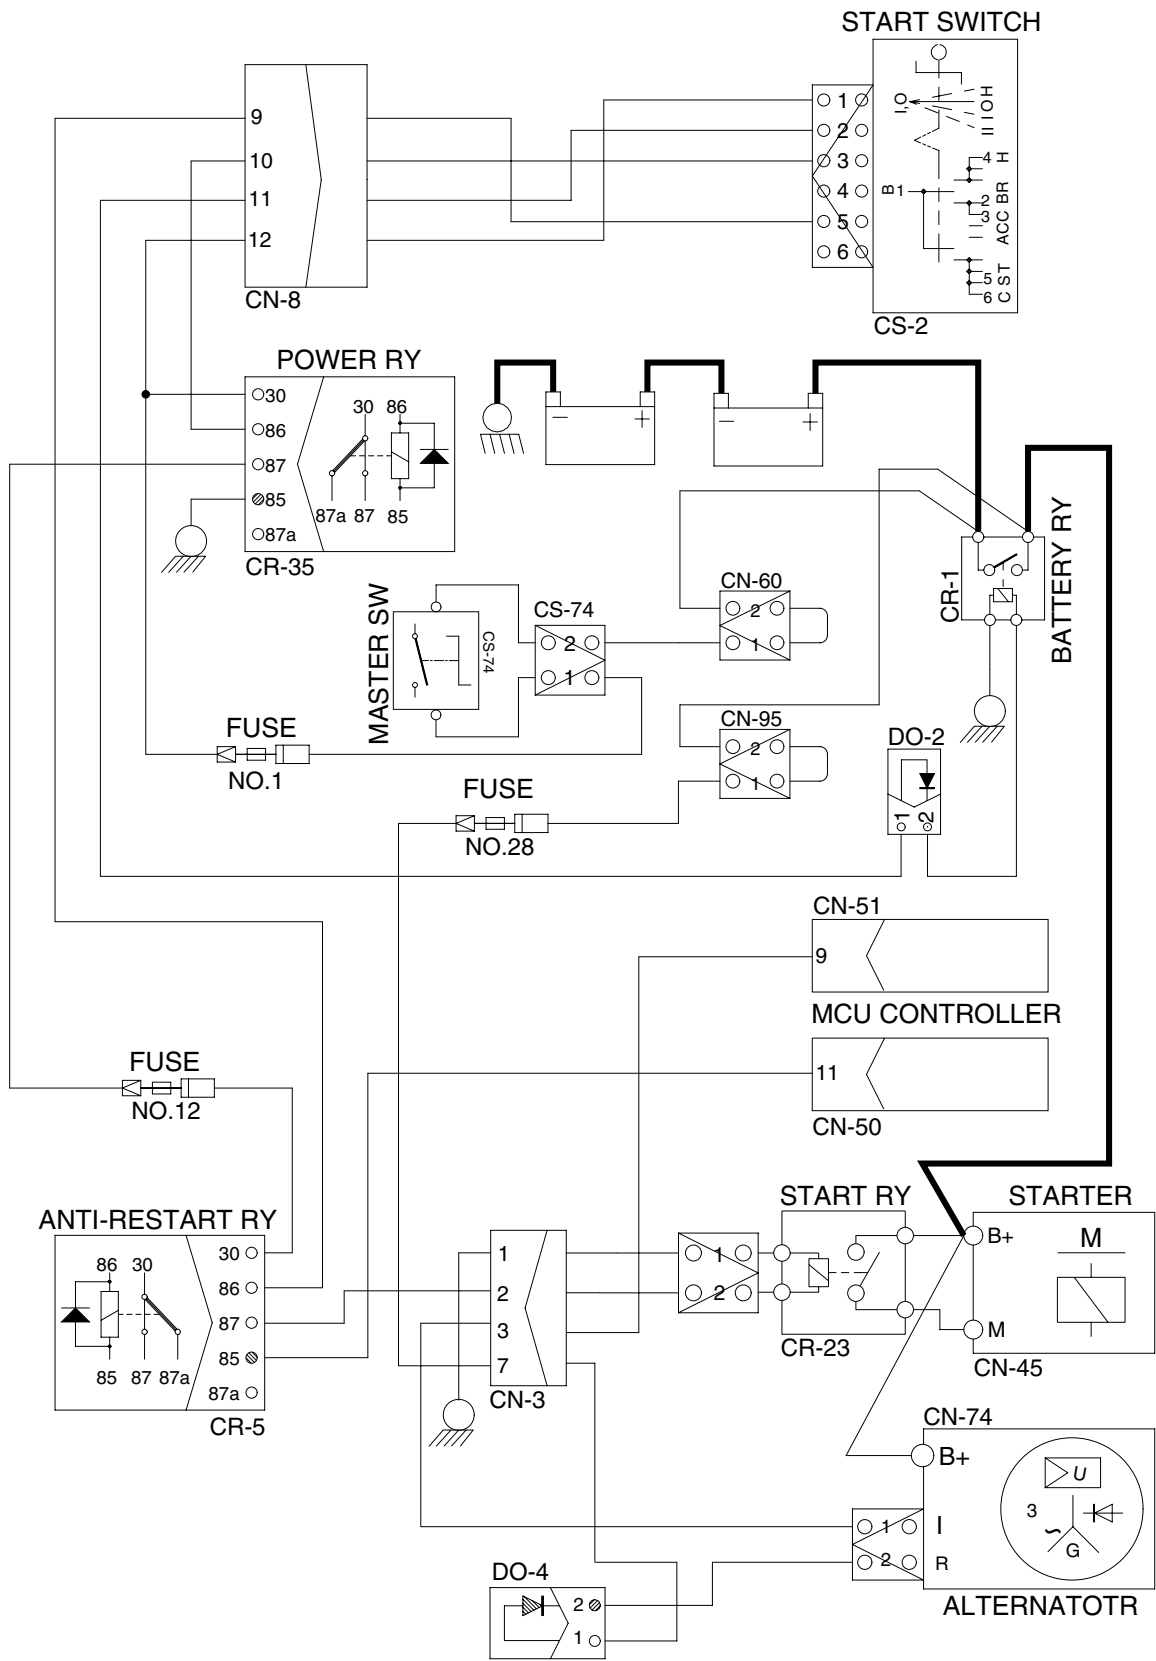 START SWITCH
1
2
3
4
5
6
I,O
H
O
I
II
B 1
4 H
BR
2
3
ACC
5 ST
6 C
CS-2
9
10
11
12
CN-8
POWER RY
30
86
87
85
87a
30 86
87a 87 85
CR-35
− +
− +
BATTERY RY
CR-1
MASTER SW
CS-74
CS-74
2
1
CN-60
2
1
CN-95
2
1
DO-2
1 2
FUSE
NO.1
FUSE
NO.28
CN-51
9
MCU CONTROLLER
11
CN-50
FUSE
NO.12
ANTI-RESTART RY
86 30
85 87 87a
30
86
87
85
87a
CR-5
1
2
3
7
CN-3
START RY
1
2
CR-23
STARTER
B+
M
M
CN-45
CN-74
B+
1 I
2 R
U
3
~
G
ALTERNATOTR
DO-4
2
1